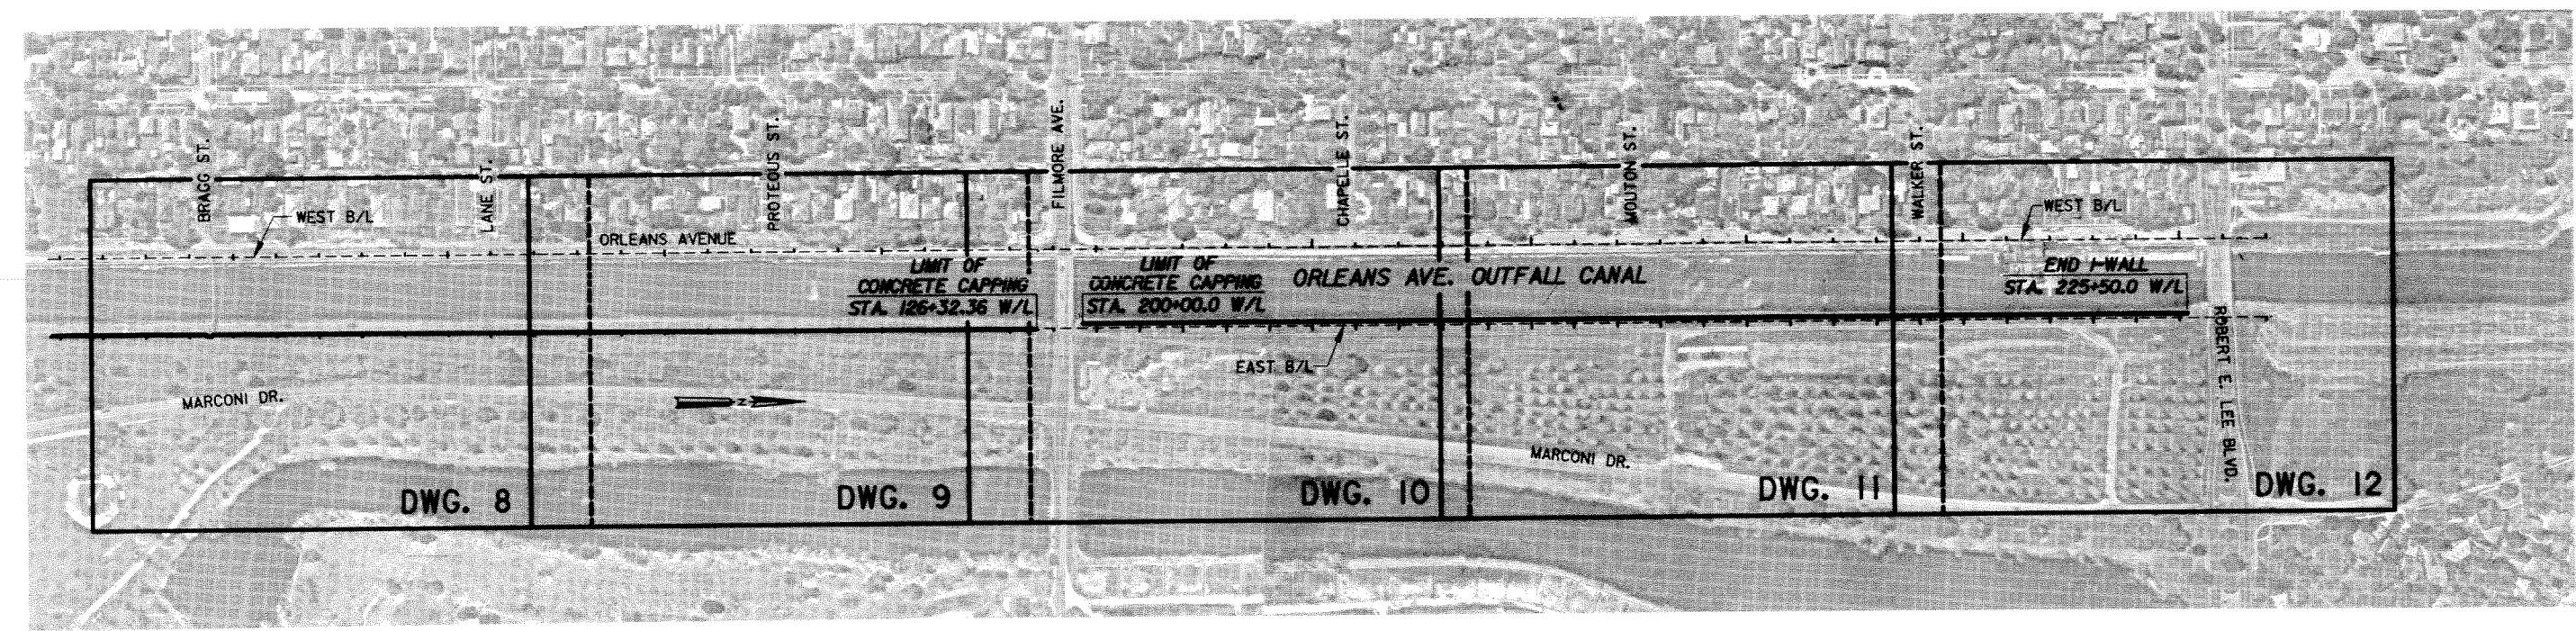 BRAGG ST.
LANE ST.
PROTEOUS ST.
FILMORE AVE.
CHAPELLE ST.
MOUTON ST.
WALKER ST.
WEST B/L
WEST B/L
ORLEANS AVENUE
LIMIT OF
CONCRETE CAPPING
STA. 126+32.36 W/L
LIMIT OF
CONCRETE CAPPING
STA. 200+00.0 W/L
ORLEANS AVE. OUTFALL CANAL
END I-WALL
STA. 225+50.0 W/L
EAST B/L
ROBERT E. LEE BLVD.
MARCONI DR.
Z
MARCONI DR.
DWG. 8
DWG. 9
DWG. 10
DWG. 11
DWG. 12